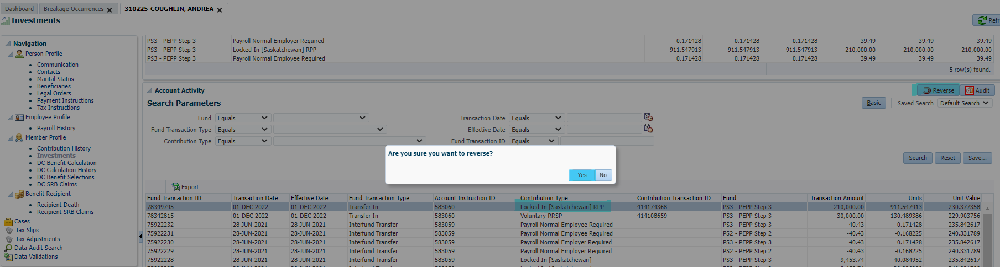 Dashboard Breakage Occurrences 310225-COUGHLIN, ANDREA
Investments Refr
Navigation
Person Profile
Communication
Contacts
Marital Status
Beneficiaries
Legal Orders
Payment Instructions
Tax Instructions
Employee Profile
Payroll History
Member Profile
Contribution History
Investments
DC Benefit Calculation
DC Calculation History
DC Benefit Selections
DC SRB Claims
Benefit Recipient
Recipient Death
Recipient SRB Claims
Cases
Tax Slips
Tax Adjustments
Data Audit Search
Data Validations
PS3 - PEPP Step 3 Payroll Normal Employer Required 0.171428 0.171428 0.171428 39.49 39.49 39.49
PS3 - PEPP Step 3 Locked-In [Saskatchewan] RPP 911.547913 911.547913 911.547913 210,000.00 210,000.00 210,000.00
PS3 - PEPP Step 3 Payroll Normal Employee Required 0.171428 0.171428 0.171428 39.49 39.49 39.49
5 row(s) found.
Account Activity Reverse Audit
Search Parameters Basic Saved Search Default Search
Fund Equals Transaction Date Equals
Fund Transaction Type Equals Effective Date Equals
Contribution Type Equals Fund Transaction ID Equals
Are you sure you want to reverse?
Yes No
Search Reset Save...
Export
Fund Transaction ID Transaction Date Effective Date Fund Transaction Type Account Instruction ID Contribution Type Contribution Transaction ID Fund Transaction Amount Units Unit Value
78349795 01-DEC-2022 01-DEC-2022 Transfer In 583060 Locked-In [Saskatchewan] RPP 414174368 PS3 - PEPP Step 3 210,000.00 911.547913 230.377358
78342815 01-DEC-2022 01-DEC-2022 Transfer In 583060 Voluntary RRSP 414108659 PS3 - PEPP Step 3 30,000.00 130.489386 229.903756
75922232 28-JUN-2021 28-JUN-2021 Interfund Transfer 583059 Payroll Normal Employee Required PS3 - PEPP Step 3 40.43 0.171428 235.842617
75922231 28-JUN-2021 28-JUN-2021 Interfund Transfer 583059 Payroll Normal Employee Required PS2 - PEPP Step 2 -40.43 -0.168225 240.331789
75922230 28-JUN-2021 28-JUN-2021 Interfund Transfer 583059 Payroll Normal Employer Required PS3 - PEPP Step 3 40.43 0.171428 235.842617
75922229 28-JUN-2021 28-JUN-2021 Interfund Transfer 583059 Payroll Normal Employer Required PS2 - PEPP Step 2 -40.43 -0.168225 240.331789
75922228 28-JUN-2021 28-JUN-2021 Interfund Transfer 583059 Locked-In [Saskatchewan] PS3 - PEPP Step 3 9,453.74 40.084952 235.842617